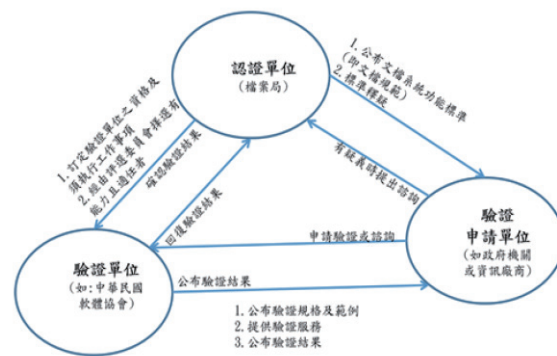 認證單位
(檔案局)
1. 訂定驗證單位之資格及
須執行工作事項
2. 經由評選委員會擇選有
能力且適任者
確認驗證結果
回復驗證結果
1. 公布文檔系統功能標準
(即文檔規範)
2. 標準釋疑
有疑義時提出諮詢
驗證
申請單位
(如政府機關
或資訊廠商)
申請驗證或諮詢
驗證單位
(如:中華民國
軟體協會)
公布驗證結果
1. 公布驗證規格及範例
2. 提供驗證服務
3. 公布驗證結果